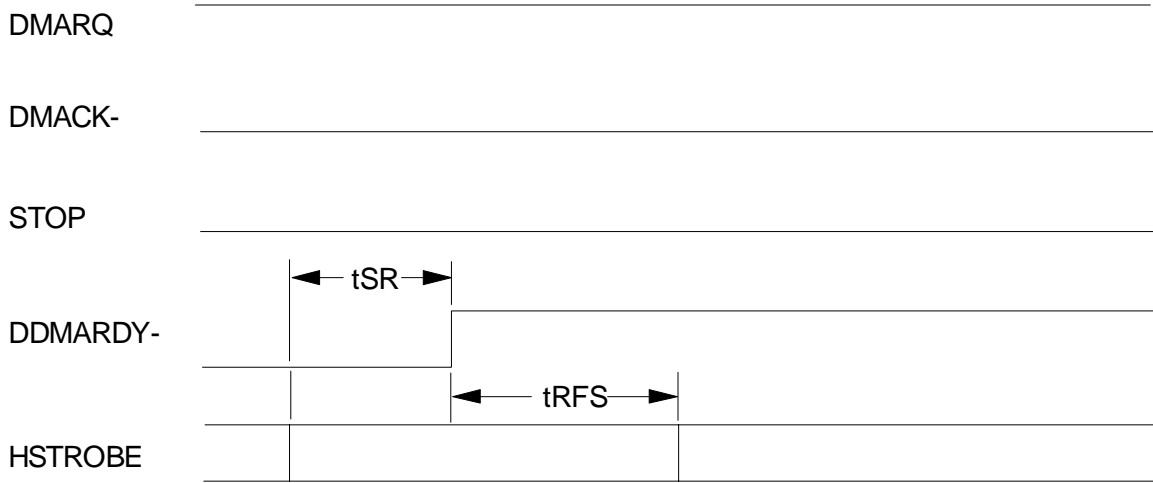 DMARQ
DMACK-
STOP
tSR
DDMARDY-
tRFS
HSTROBE